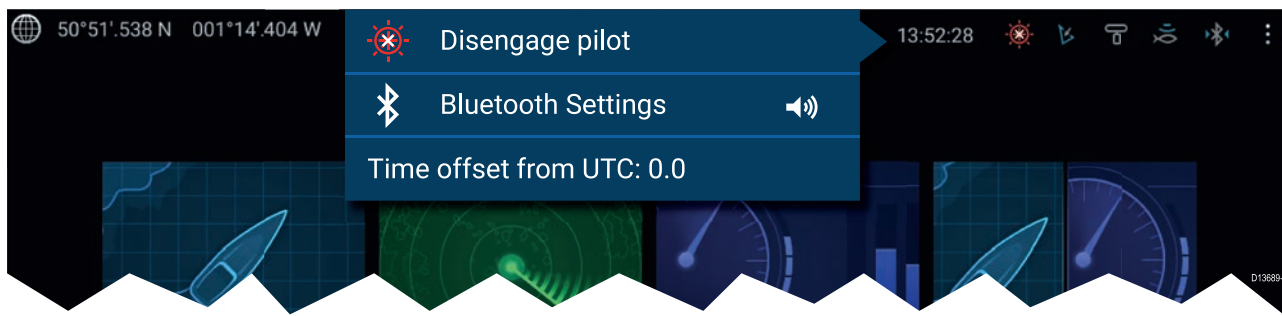 50°51'.538 N 001°14'.404 W
Disengage pilot
13:52:28
Bluetooth Settings
Time offset from UTC: 0.0
D13689-